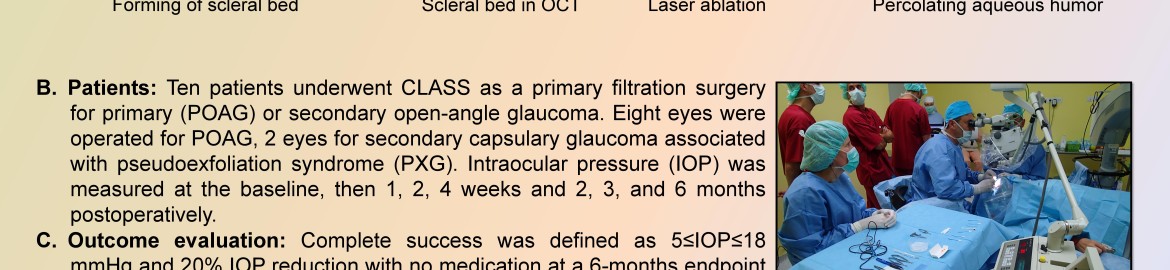 Forming of scleral bed Scleral bed in OCT Laser ablation Percolating aqueous humor
B. Patients: Ten patients underwent CLASS as a primary filtration surgery
for primary (POAG) or secondary open-angle glaucoma. Eight eyes were
operated for POAG, 2 eyes for secondary capsulary glaucoma associated
with pseudoexfoliation syndrome (PXG). Intraocular pressure (IOP) was
measured at the baseline, then 1, 2, 4 weeks and 2, 3, and 6 months
postoperatively.
C. Outcome evaluation: Complete success was defined as 5≤IOP≤18
mmHg and 20% IOP reduction with no medication at a 6-months endpoint